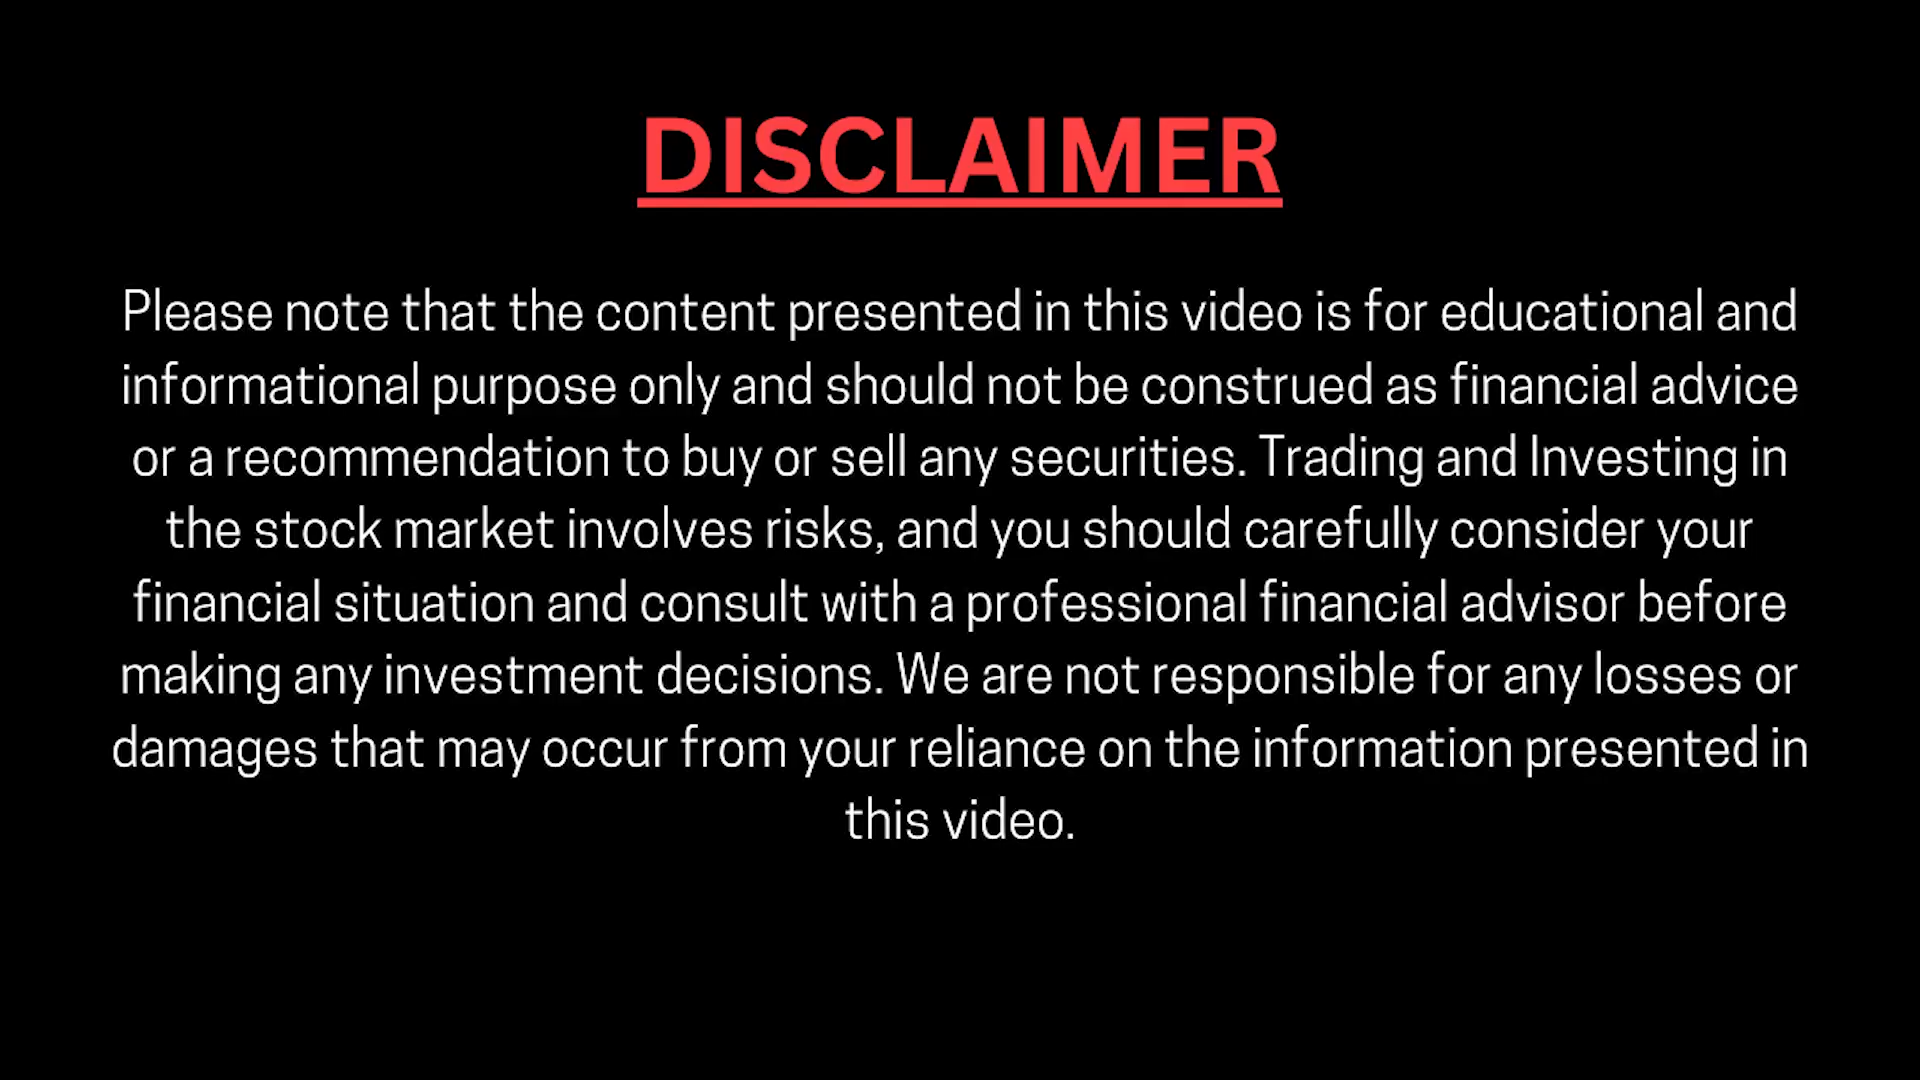 DISCLAIMER
Please note that the content presented in this video is for educational and
informational purpose only and should not be construed as financial advice
or a recommendation to buy or sell any securities. Trading and Investing in
the stock market involves risks, and you should carefully consider your
financial situation and consult with a professional financial advisor before
making any investment decisions. We are not responsible for any losses or
damages that may occur from your reliance on the information presented in
this video.